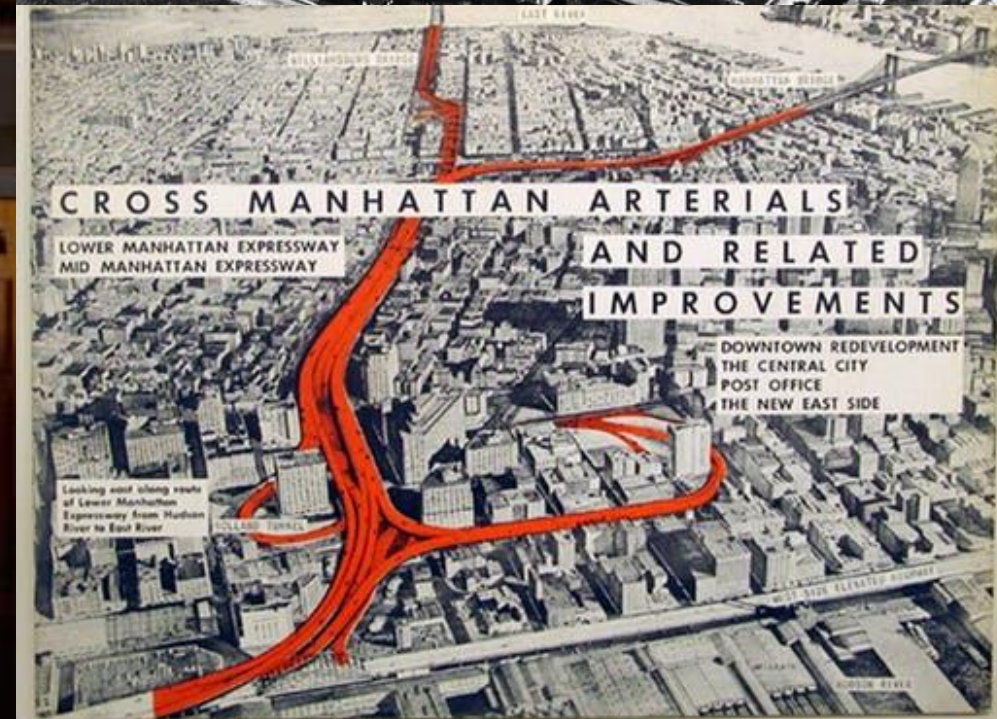 EAST RIVER
WILLIAMSBURG BRIDGE
MANHATTAN BRIDGE
CROSS MANHATTAN ARTERIALS
AND RELATED
IMPROVEMENTS
LOWER MANHATTAN EXPRESSWAY
MID MANHATTAN EXPRESSWAY
DOWNTOWN REDEVELOPMENT
THE CENTRAL CITY
POST OFFICE
THE NEW EAST SIDE
Looking east along route
of Lower Manhattan
Expressway from Hudson
River to East River
HOLLAND TUNNEL
WEST SIDE ELEVATED HIGHWAY
HUDSON RIVER